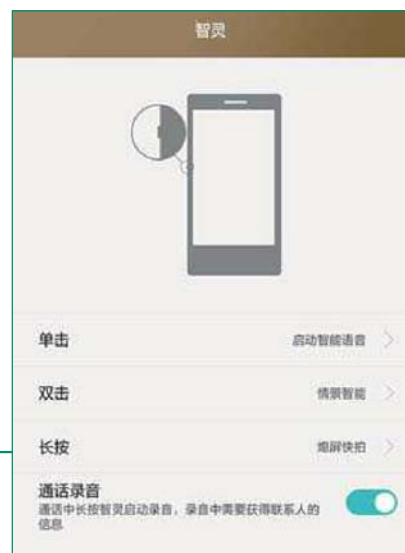 智灵
单击
启动智能语音
双击
情景智能
长按
熄屏快拍
通话录音
通话中长按智灵启动录音，录音中需要获得联系人的
信息